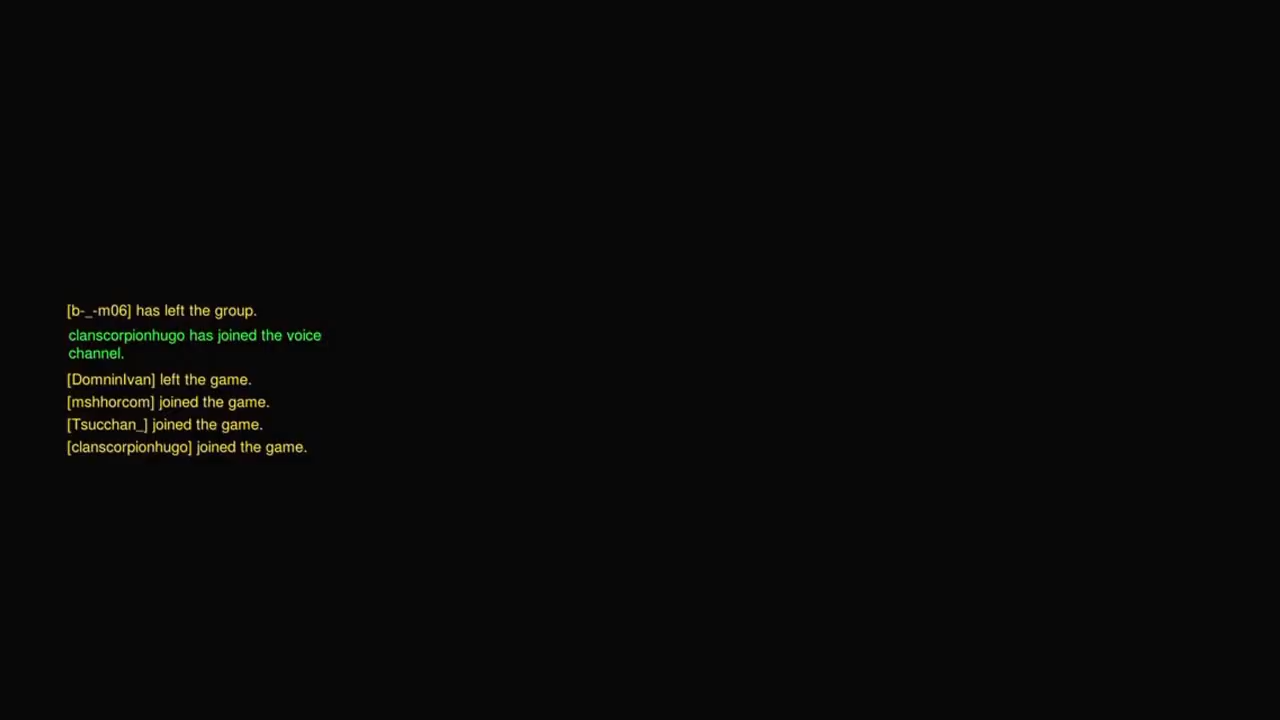 [b-_-m06] has left the group.
clanscorpionhugo has joined the voice
channel.
[DomninIvan] left the game.
[mshhorcom] joined the game.
[Tsucchan_] joined the game.
[clanscorpionhugo] joined the game.